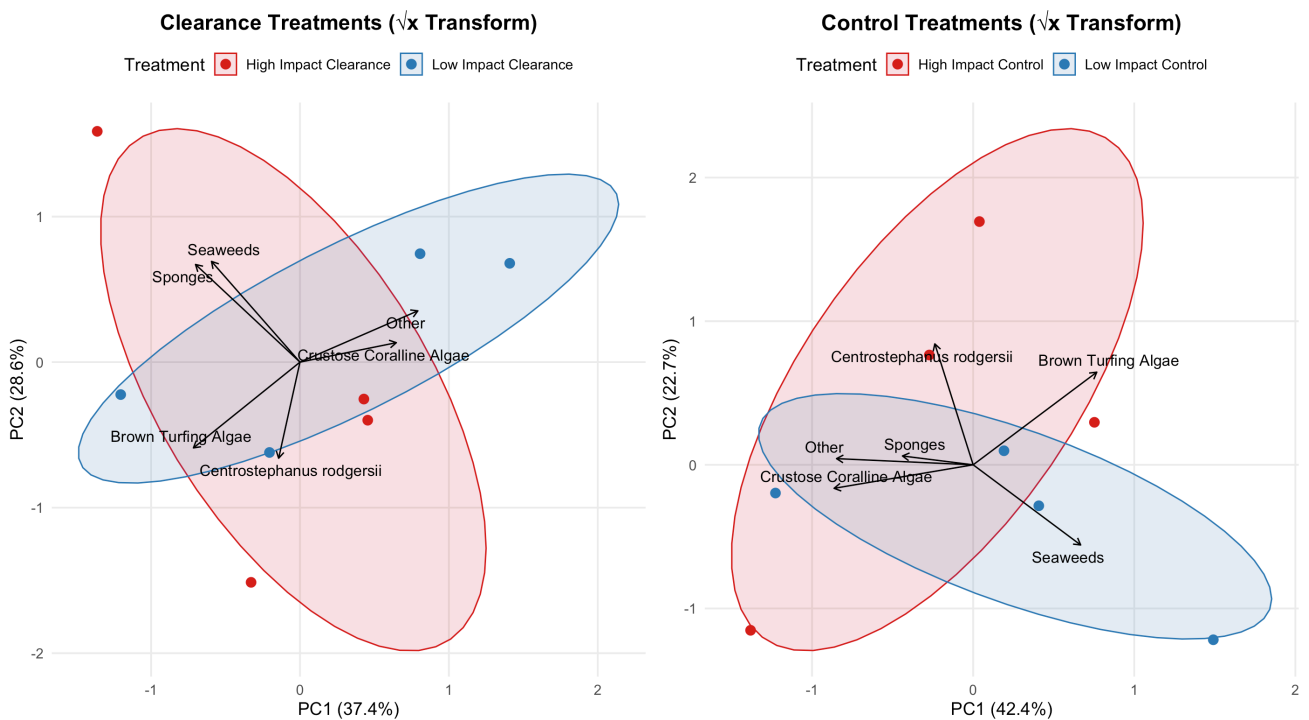 Clearance Treatments (√x Transform)
Treatment High Impact Clearance Low Impact Clearance
PC2 (28.6%)
1
0
-1
-2
Seaweeds
Sponges
Other
Crustose Coralline Algae
Brown Turfing Algae
Centrostephanus rodgersii
-1 0 1 2
PC1 (37.4%)
Control Treatments (√x Transform)
Treatment High Impact Control Low Impact Control
PC2 (22.7%)
2
1
0
-1
Centrostephanus rodgersii
Brown Turfing Algae
Other
Sponges
Crustose Coralline Algae
Seaweeds
-1 0 1 2
PC1 (42.4%)